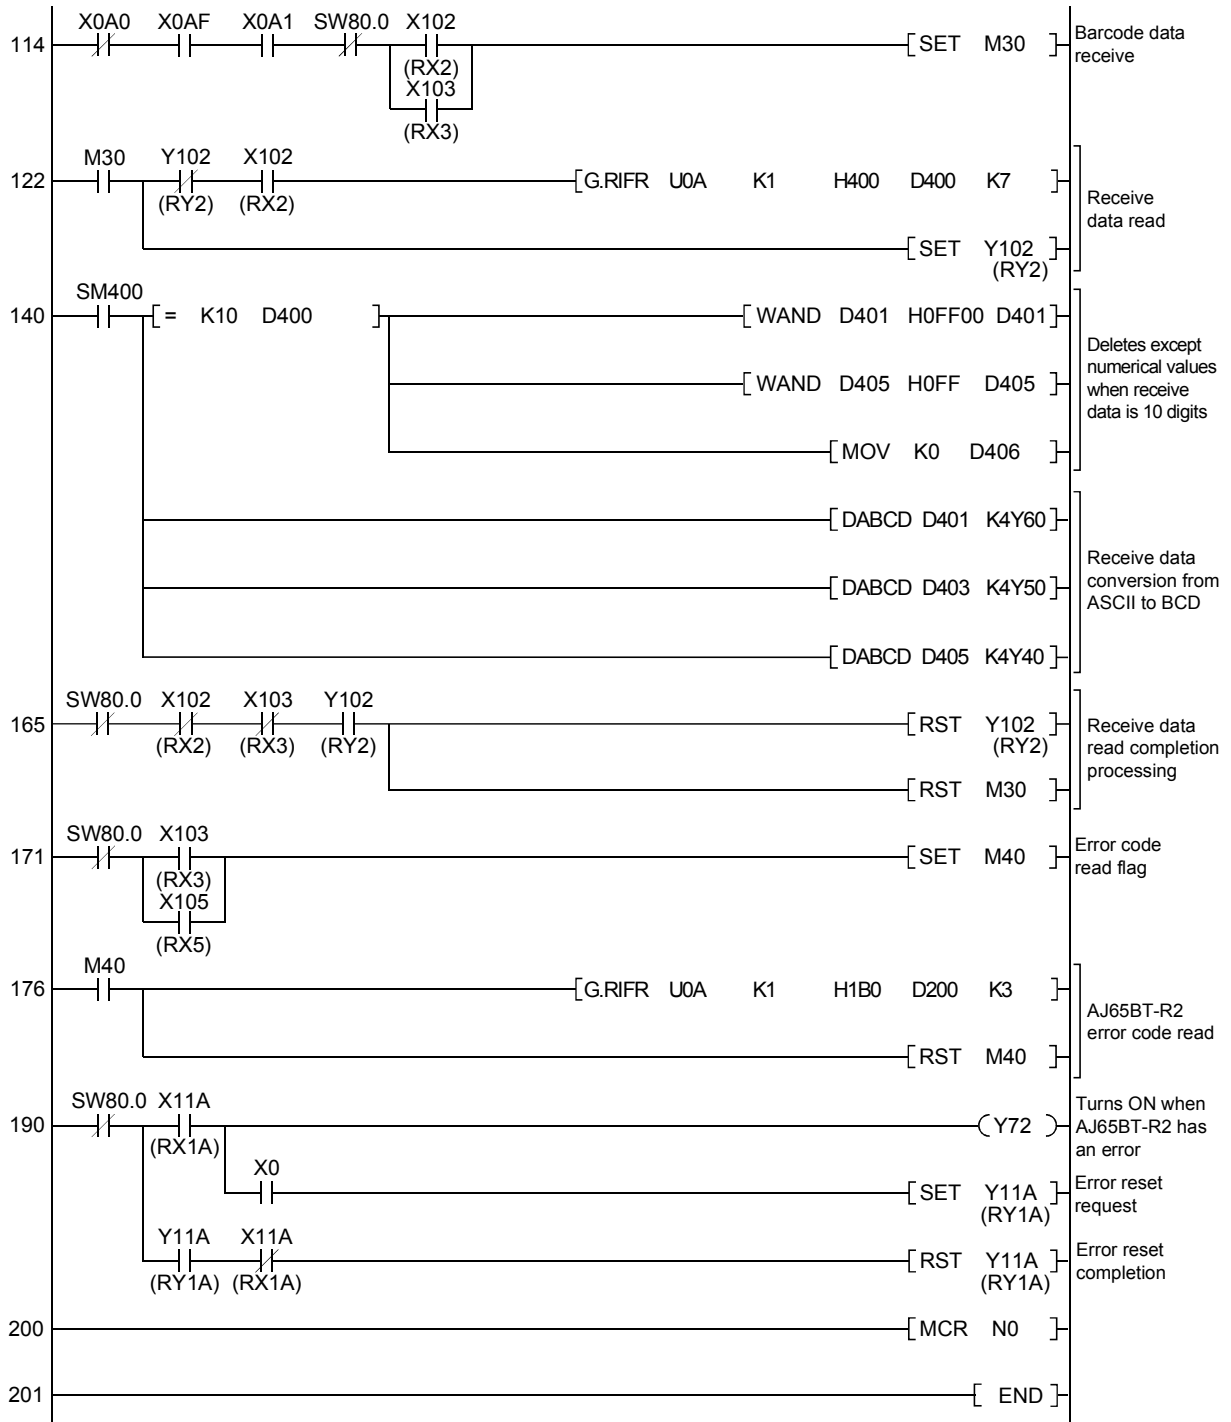 X0A0 X0AF X0A1 SW80.0 X102
114 SET M30 Barcode data
receive
(RX2)
X103
(RX3)
M30 Y102 X102
122 G.RIFR U0A K1 H400 D400 K7
(RY2) (RX2)
Receive
data read
SET Y102
(RY2)
SM400
140 = K10 D400 WAND D401 H0FF00 D401
Deletes except
numerical values
when receive
data is 10 digits
WAND D405 H0FF D405
MOV K0 D406
DABCD D401 K4Y60
Receive data
conversion from
ASCII to BCD
DABCD D403 K4Y50
DABCD D405 K4Y40
SW80.0 X102 X103 Y102
165 RST Y102
(RX2) (RX3) (RY2) (RY2)
Receive data
read completion
processing
RST M30
SW80.0 X103
171 SET M40 Error code
read flag
(RX3)
X105
(RX5)
M40
176 G.RIFR U0A K1 H1B0 D200 K3
AJ65BT-R2
error code read
RST M40
SW80.0 X11A
190 Y72 Turns ON when
AJ65BT-R2 has
an error
(RX1A)
X0
SET Y11A Error reset
request
(RY1A)
Y11A X11A
RST Y11A Error reset
completion
(RY1A) (RX1A) (RY1A)
200 MCR N0
201 END